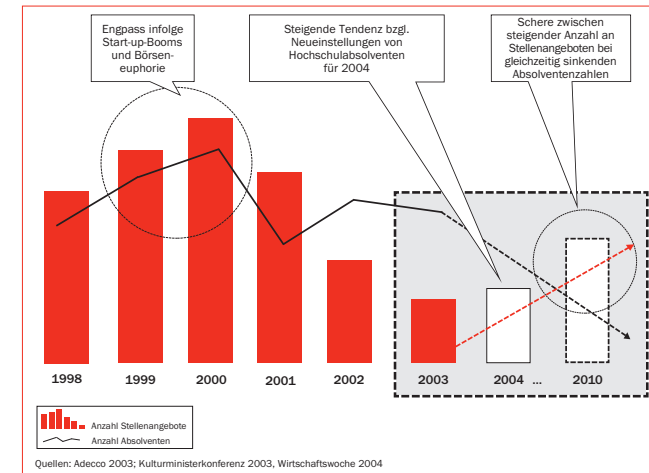 Engpass infolge
Start-up-Booms
und Börsen-
euphorie
Steigende Tendenz bzgl.
Neueinstellungen von
Hochschulabsolventen
für 2004
Schere zwischen
steigender Anzahl an
Stellenangeboten bei
gleichzeitig sinkenden
Absolventenzahlen
1998 1999 2000 2001 2002 2003 2004 ... 2010
Anzahl Stellenangebote
Anzahl Absolventen
Quellen: Adecco 2003; Kulturministerkonferenz 2003, Wirtschaftswoche 2004